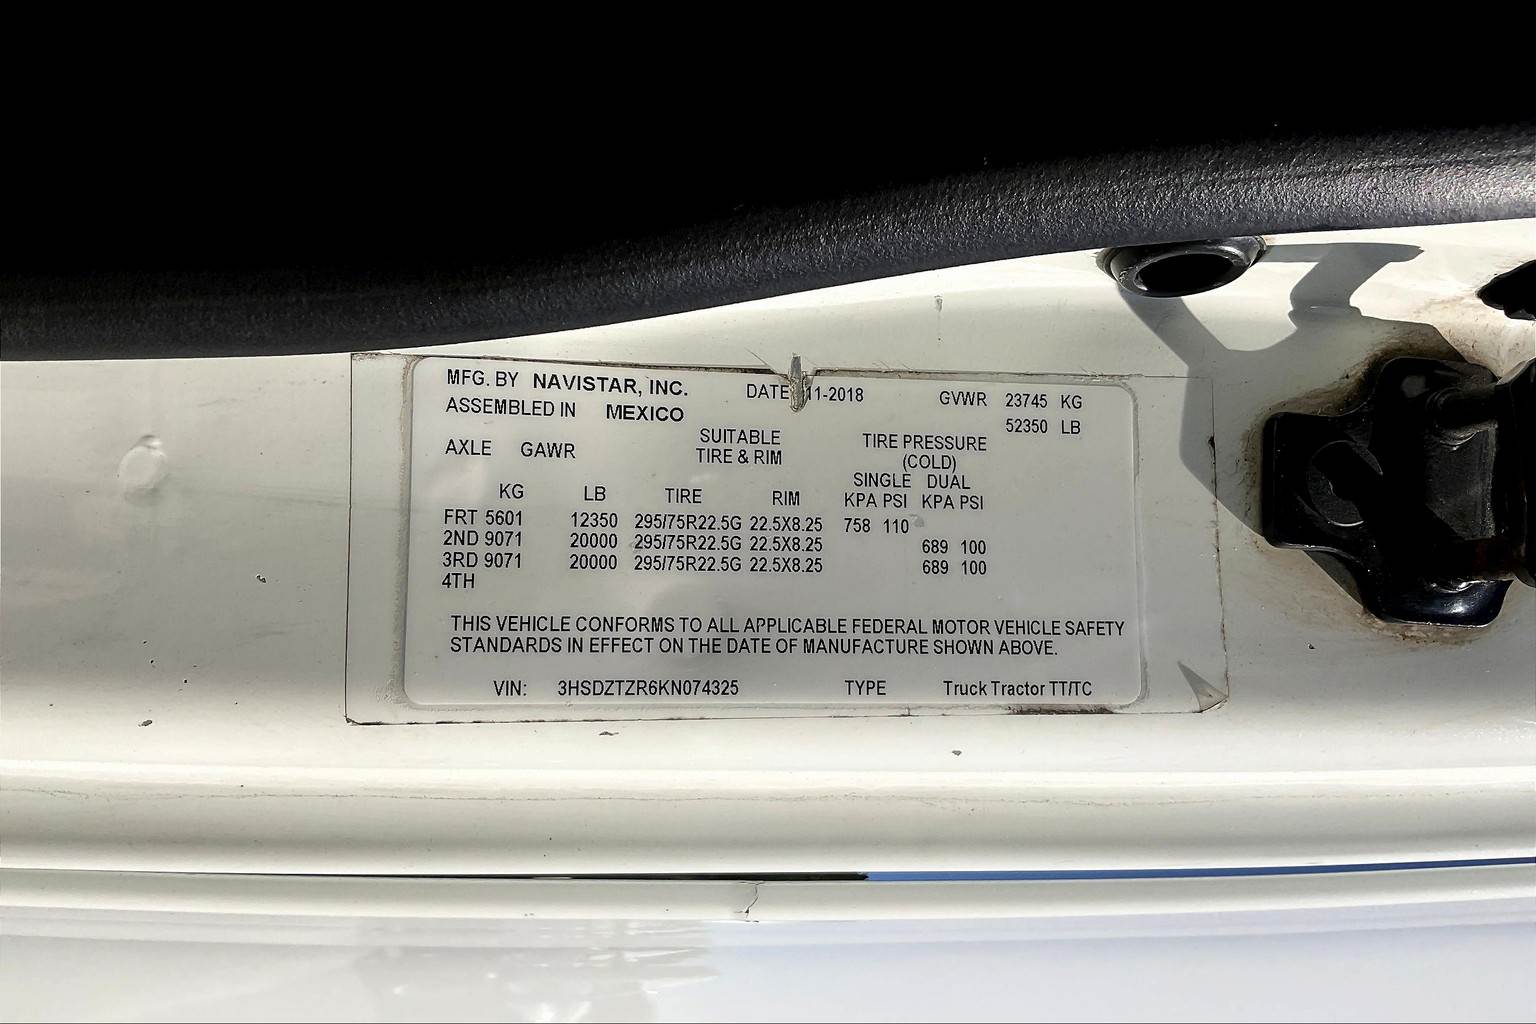 MFG. BY NAVISTAR, INC. DATE 11-2018 GVWR 23745 KG
ASSEMBLED IN MEXICO 52350 LB
AXLE GAWR SUITABLE TIRE PRESSURE
TIRE & RIM (COLD)
SINGLE DUAL
KG LB TIRE RIM KPA PSI KPA PSI
FRT 5601 12350 295/75R22.5G 22.5X8.25 758 110
2ND 9071 20000 295/75R22.5G 22.5X8.25 689 100
3RD 9071 20000 295/75R22.5G 22.5X8.25 689 100
4TH
THIS VEHICLE CONFORMS TO ALL APPLICABLE FEDERAL MOTOR VEHICLE SAFETY
STANDARDS IN EFFECT ON THE DATE OF MANUFACTURE SHOWN ABOVE.
VIN: 3HSDZTZR6KN074325 TYPE Truck Tractor TT/TC